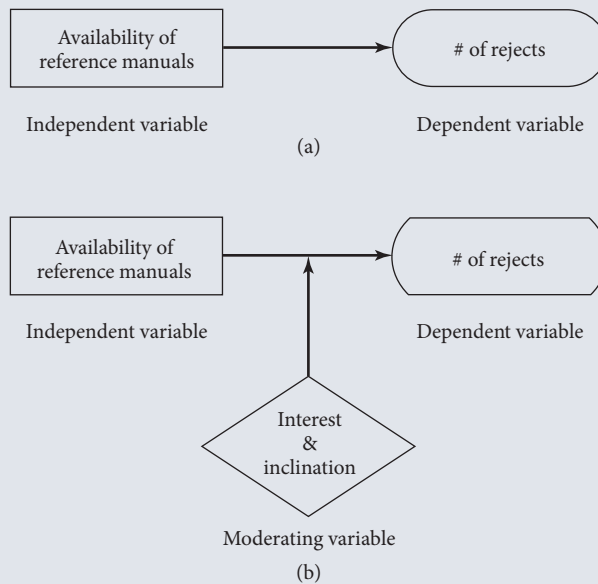 Availability of
reference manuals
# of rejects
Independent variable
Dependent variable
(a)
Availability of
reference manuals
# of rejects
Independent variable
Dependent variable
Interest
&
inclination
Moderating variable
(b)